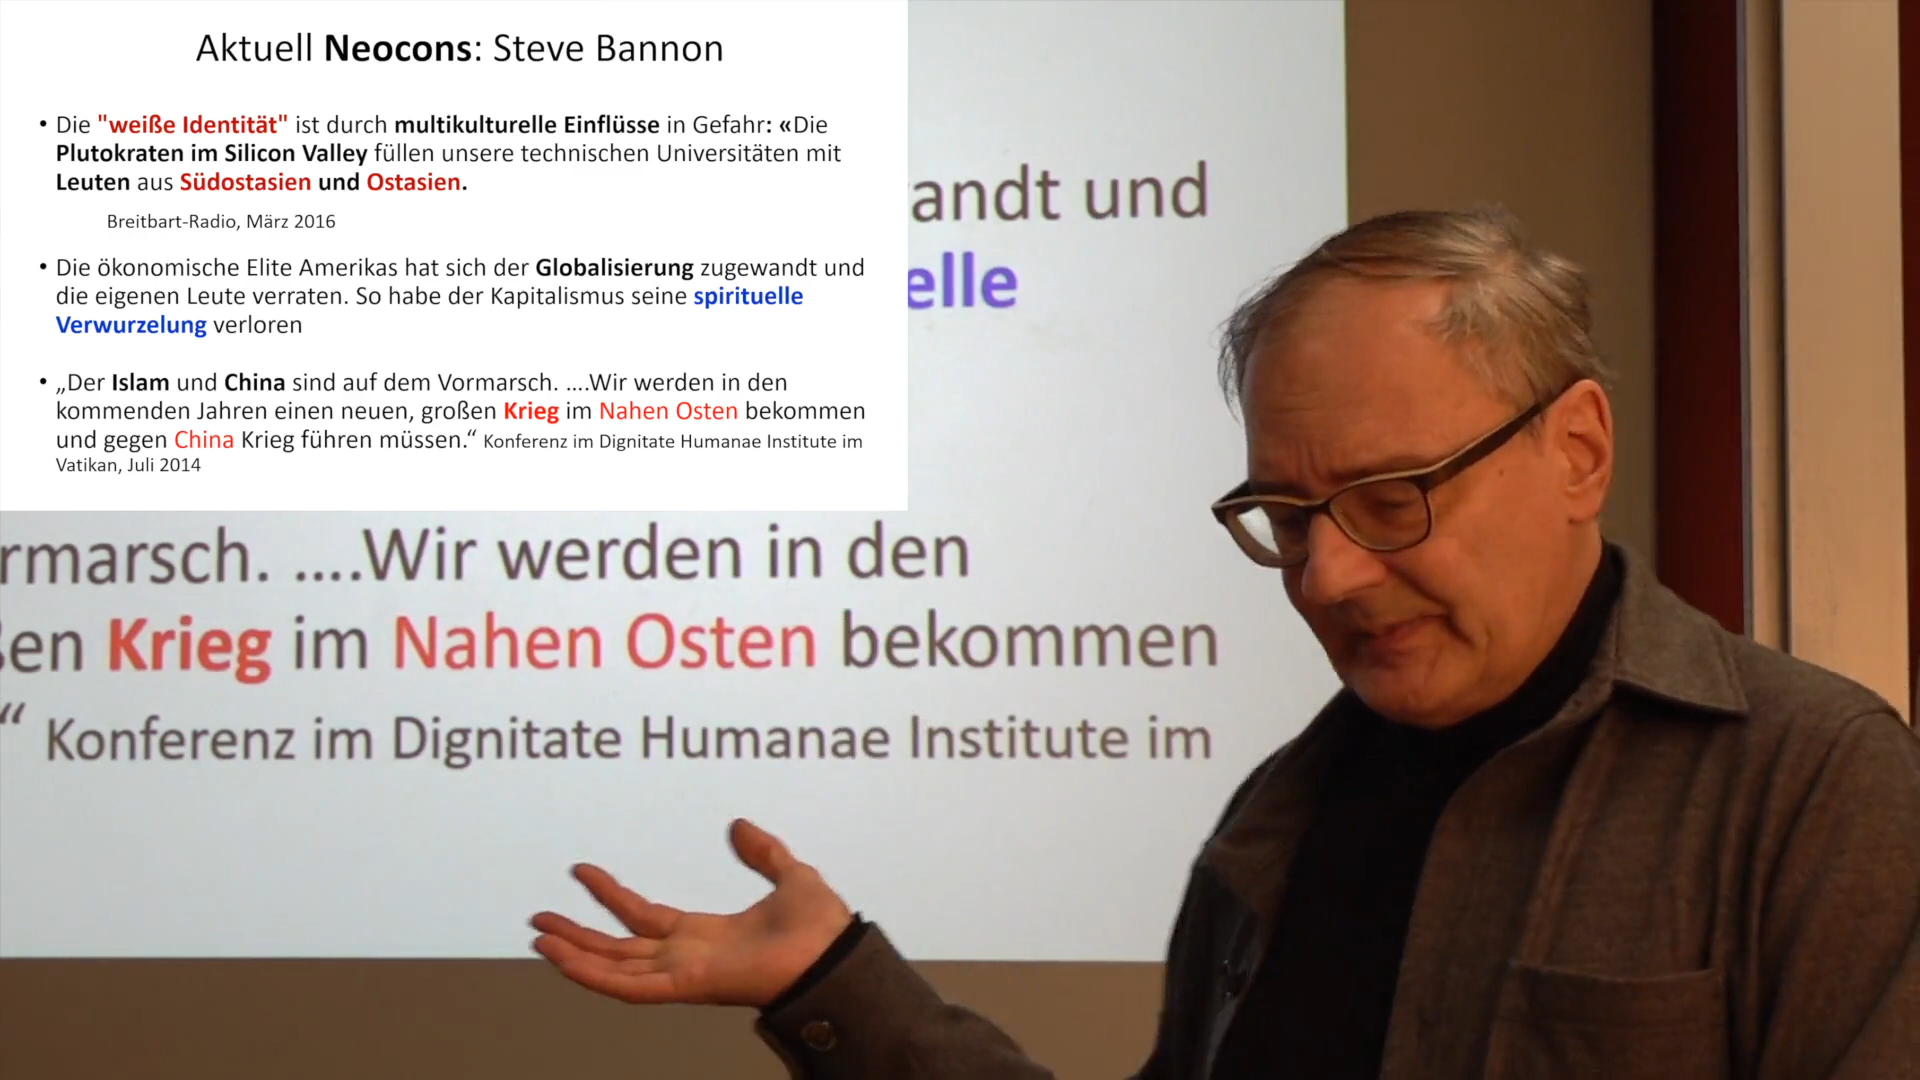 Aktuell Neocons: Steve Bannon
• Die "weiße Identität" ist durch multikulturelle Einflüsse in Gefahr: «Die
Plutokraten im Silicon Valley füllen unsere technischen Universitäten mit
Leuten aus Südostasien und Ostasien.
Breitbart-Radio, März 2016
• Die ökonomische Elite Amerikas hat sich der Globalisierung zugewandt und
die eigenen Leute verraten. So habe der Kapitalismus seine spirituelle
Verwurzelung verloren
• „Der Islam und China sind auf dem Vormarsch. ....Wir werden in den
kommenden Jahren einen neuen, großen Krieg im Nahen Osten bekommen
und gegen China Krieg führen müssen.“ Konferenz im Dignitate Humanae Institute im
Vatikan, Juli 2014
andt und
elle
rmarsch. ....Wir werden in den
ßen Krieg im Nahen Osten bekommen
“ Konferenz im Dignitate Humanae Institute im